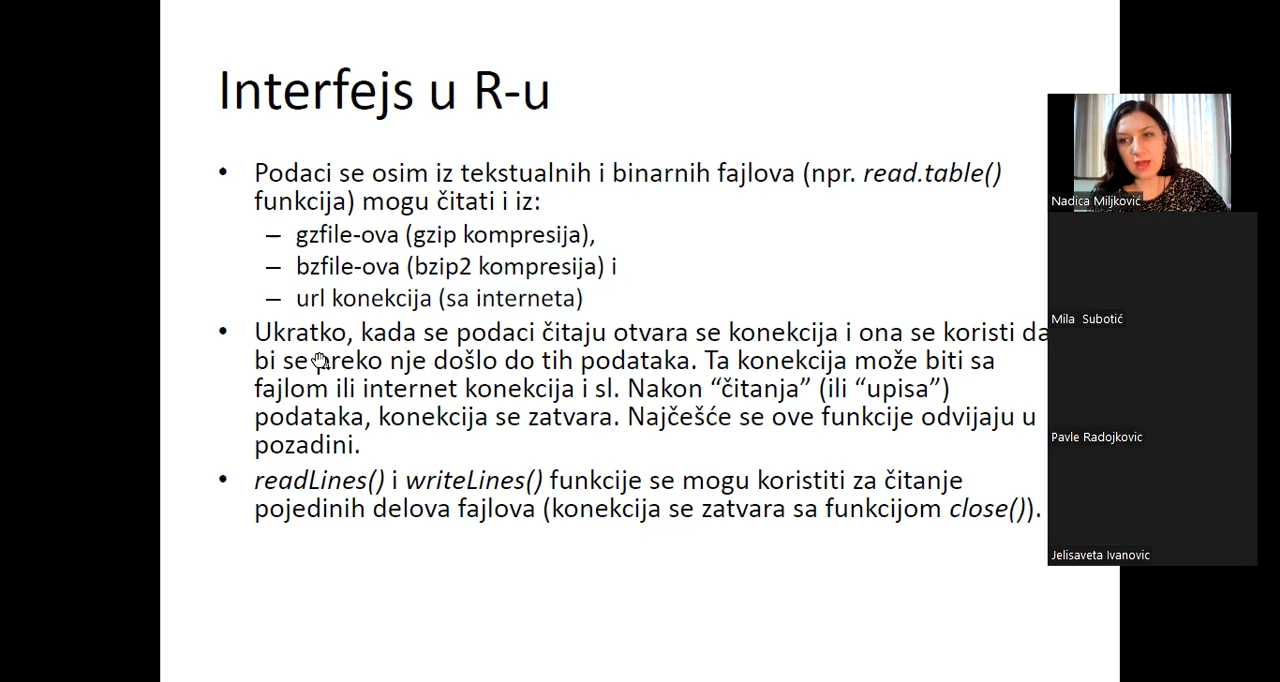 Interfejs u R-u
• Podaci se osim iz tekstualnih i binarnih fajlova (npr. read.table()
funkcija) mogu čitati i iz:
– gzfile-ova (gzip kompresija),
– bzfile-ova (bzip2 kompresija) i
– url konekcija (sa interneta)
• Ukratko, kada se podaci čitaju otvara se konekcija i ona se koristi da
bi se preko nje došlo do tih podataka. Ta konekcija može biti sa
fajlom ili internet konekcija i sl. Nakon “čitanja” (ili “upisa”)
podataka, konekcija se zatvara. Najčešće se ove funkcije odvijaju u
pozadini.
• readLines() i writeLines() funkcije se mogu koristiti za čitanje
pojedinih delova fajlova (konekcija se zatvara sa funkcijom close()).
Nadica Miljković
Mila Subotić
Pavle Radojkovic
Jelisaveta Ivanovic